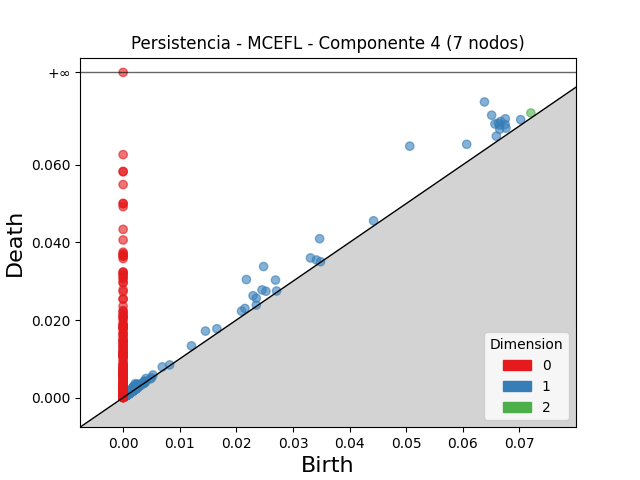 Persistencia - MCEFL - Componente 4 (7 nodos)
+∞
0.060
0.040
0.020
0.000
Death
0.00 0.01 0.02 0.03 0.04 0.05 0.06 0.07
Birth
Dimension
0
1
2